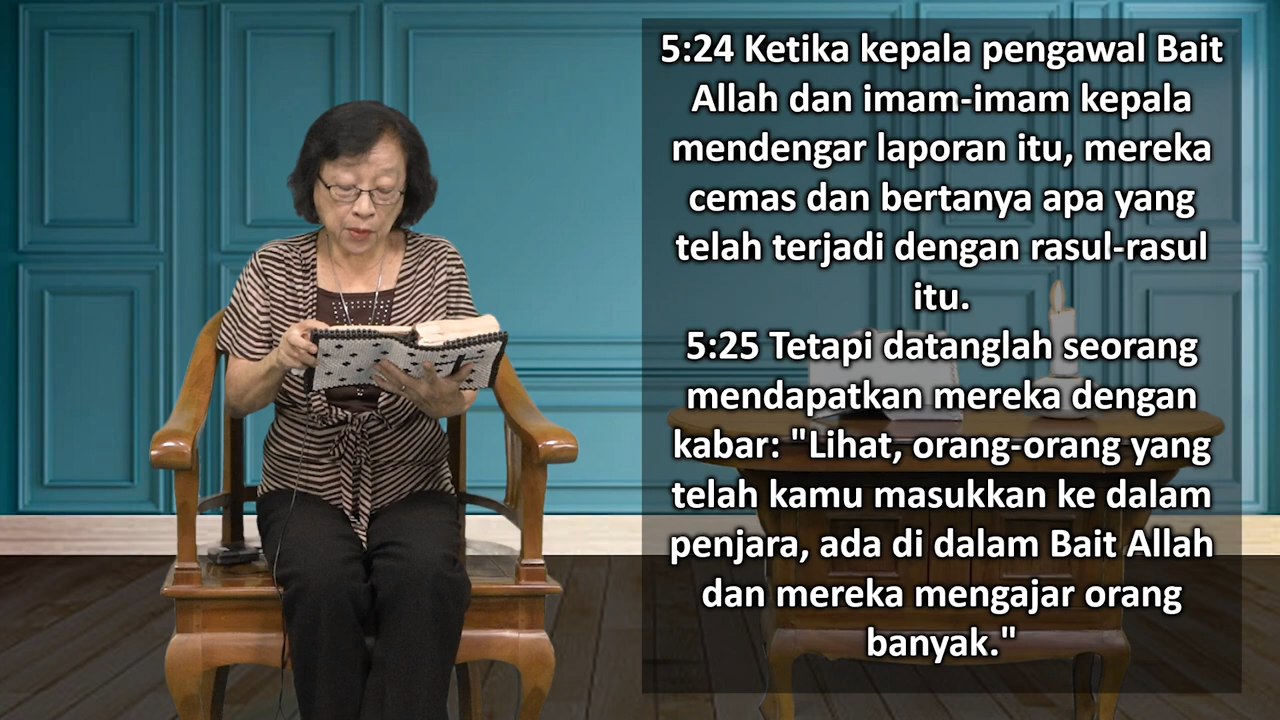 5:24 Ketika kepala pengawal Bait
Allah dan imam-imam kepala
mendengar laporan itu, mereka
cemas dan bertanya apa yang
telah terjadi dengan rasul-rasul
itu.
5:25 Tetapi datanglah seorang
mendapatkan mereka dengan
kabar: "Lihat, orang-orang yang
telah kamu masukkan ke dalam
penjara, ada di dalam Bait Allah
dan mereka mengajar orang
banyak."